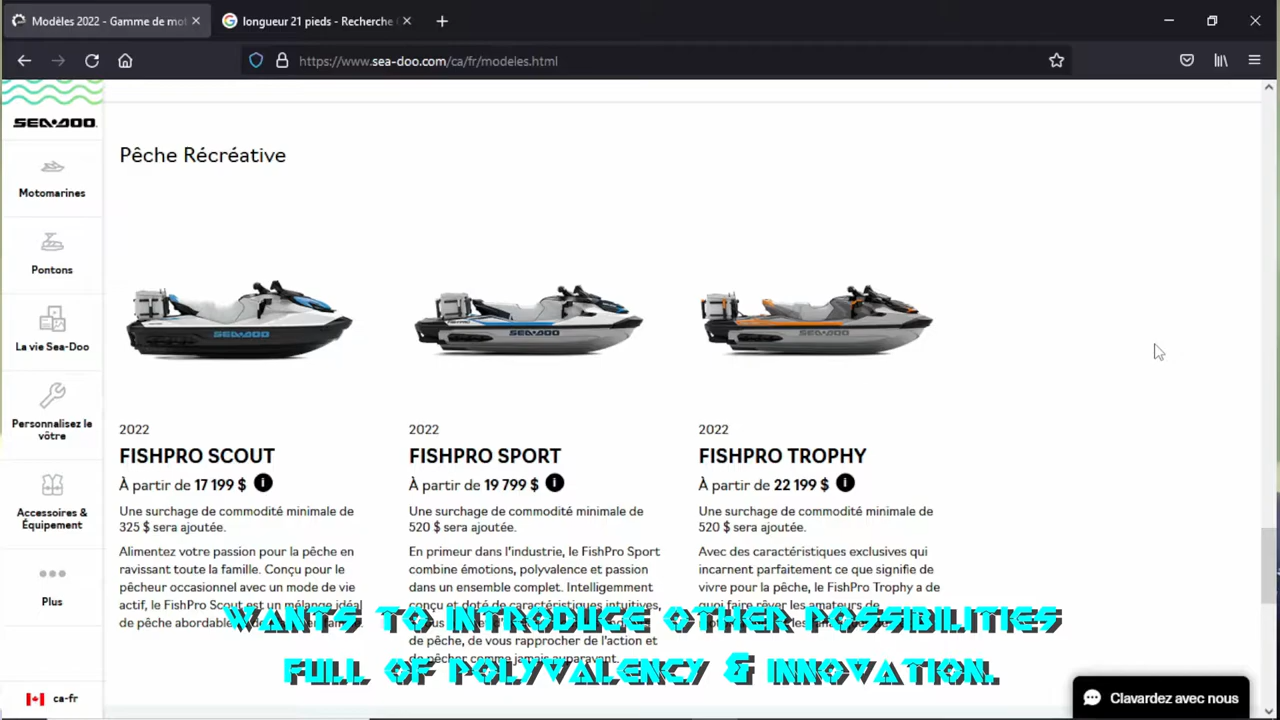 Modèles 2022 - Gamme de mot
longueur 21 pieds - Recherche G
https://www.sea-doo.com/ca/fr/modeles.html
SEA-DOO
Motomarines
Pontons
La vie Sea-Doo
Personnalisez le
vôtre
Accessoires &
Équipement
Plus
ca-fr
Pêche Récréative
2022
FISHPRO SCOUT
À partir de 17 199 $
Une surcharge de commodité minimale de
325 $ sera ajoutée.
Alimentez votre passion pour la pêche en
ravissant toute la famille. Conçu pour le
pêcheur occasionnel avec un mode de vie
actif, le FishPro Scout est un mélange idéal
de pêche abordable
2022
FISHPRO SPORT
À partir de 19 799 $
Une surcharge de commodité minimale de
520 $ sera ajoutée.
En primeur dans l'industrie, le FishPro Sport
combine émotions, polyvalence et passion
dans un ensemble complet. Intelligemment
conçu et doté de caractéristiques intuitives,
de pêche, de vous rapprocher de l'action et
de pêcher comme jamais auparavant.
2022
FISHPRO TROPHY
À partir de 22 199 $
Une surcharge de commodité minimale de
520 $ sera ajoutée.
Avec des caractéristiques exclusives qui
incarnent parfaitement ce que signifie de
vivre pour la pêche, le FishPro Trophy a de
quoi faire rêver les amateurs de
WANTS TO INTRODUCE OTHER POSSIBILITIES
FULL OF POLYVALENCY & INNOVATION.
Clavardez avec nous